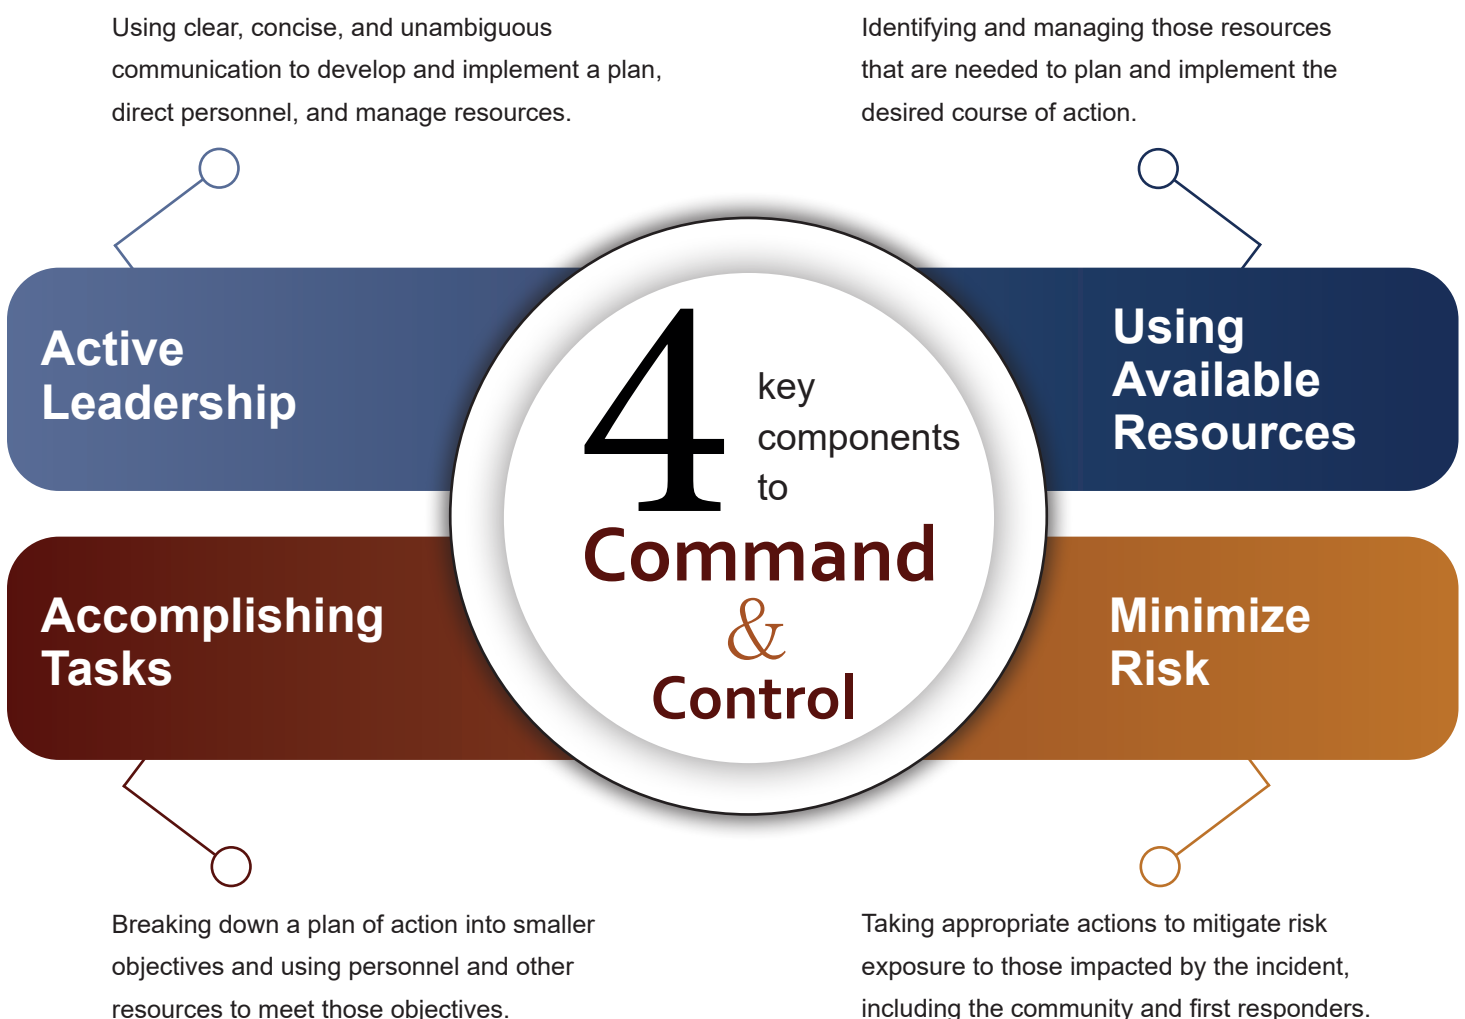 Using clear, concise, and unambiguous
communication to develop and implement a plan,
direct personnel, and manage resources.
Identifying and managing those resources
that are needed to plan and implement the
desired course of action.
Active
Leadership
Using
Available
Resources
4
key
components
to
Command
&
Control
Accomplishing
Tasks
Minimize
Risk
Breaking down a plan of action into smaller
objectives and using personnel and other
resources to meet those objectives.
Taking appropriate actions to mitigate risk
exposure to those impacted by the incident,
including the community and first responders.